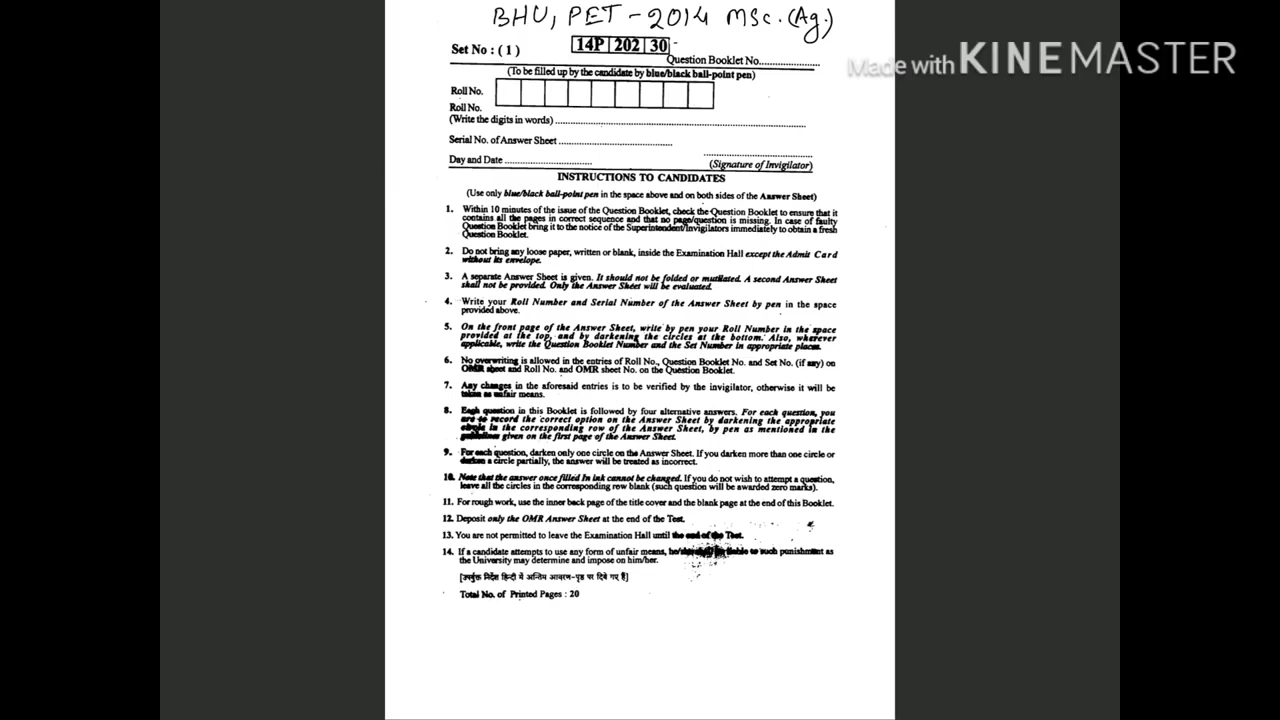 BHU, PET - 2014 MSc. (Ag.)
Set No : ( 1 )
14P 202 30
Question Booklet No....................
Made with KINEMASTER
(To be filled up by the candidate by blue/black ball-point pen)
Roll No.
Roll No.
(Write the digits in words) ....................
Serial No. of Answer Sheet ....................
Day and Date ....................
(Signature of Invigilator)
INSTRUCTIONS TO CANDIDATES
(Use only blue/black ball-point pen in the space above and on both sides of the Answer Sheet)
1. Within 10 minutes of the issue of the Question Booklet, check the Question Booklet to ensure that it
contains all the pages in correct sequence and that no page/question is missing. In case of faulty
Question Booklet bring it to the notice of the Superintendent/Invigilators immediately to obtain a fresh
Question Booklet.
2. Do not bring any loose paper, written or blank, inside the Examination Hall except the Admit Card
without its envelope.
3. A separate Answer Sheet is given. It should not be folded or mutilated. A second Answer Sheet
shall not be provided. Only the Answer Sheet will be evaluated.
4. Write your Roll Number and Serial Number of the Answer Sheet by pen in the space
provided above.
5. On the front page of the Answer Sheet, write by pen your Roll Number in the space
provided at the top, and by darkening the circles at the bottom. Also, wherever
applicable, write the Question Booklet Number and the Set Number in appropriate places.
6. No overwriting is allowed in the entries of Roll No., Question Booklet No. and Set No. (if any) on
OMR sheet and Roll No. and OMR sheet No. on the Question Booklet.
7. Any changes in the aforesaid entries is to be verified by the invigilator, otherwise it will be
taken as unfair means.
8. Each question in this Booklet is followed by four alternative answers. For each question, you
are to record the correct option on the Answer Sheet by darkening the appropriate
circle in the corresponding row of the Answer Sheet, by pen as mentioned in the
guidelines given on the first page of the Answer Sheet.
9. For each question, darken only one circle on the Answer Sheet. If you darken more than one circle or
darken a circle partially, the answer will be treated as incorrect.
10. Note that the answer once filled in ink cannot be changed. If you do not wish to attempt a question,
leave all the circles in the corresponding row blank (such question will be awarded zero marks).
11. For rough work, use the inner back page of the title cover and the blank page at the end of this Booklet.
12. Deposit only the OMR Answer Sheet at the end of the Test.
13. You are not permitted to leave the Examination Hall until the end of the Test.
14. If a candidate attempts to use any form of unfair means, he/she shall be liable to such punishment as
the University may determine and impose on him/her.
[उपर्युक्त निर्देश हिन्दी में अन्तिम आवरण-पृष्ठ पर दिये गए हैं]
Total No. of Printed Pages : 20